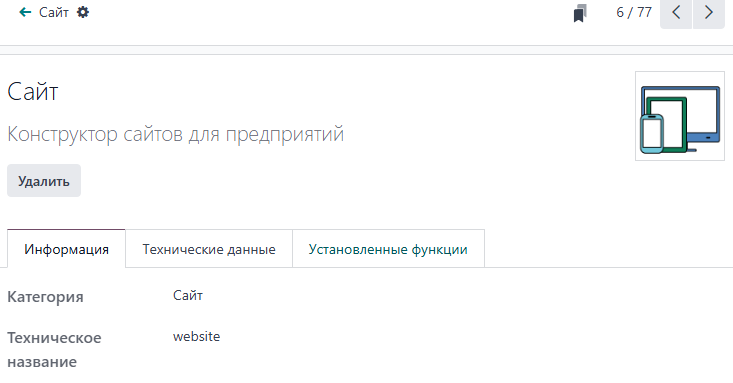 Сайт
6 / 77
Сайт
Конструктор сайтов для предприятий
Удалить
Информация Технические данные Установленные функции
Категория Сайт
Техническое website
название